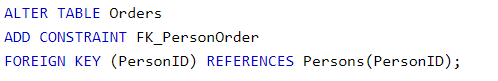 ALTER TABLE Orders
ADD CONSTRAINT FK_PersonOrder
FOREIGN KEY (PersonID) REFERENCES Persons(PersonID);